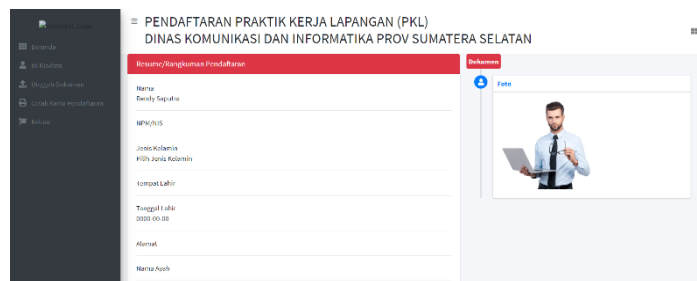 PENDAFTARAN PRAKTIK KERJA LAPANGAN (PKL)
DINAS KOMUNIKASI DAN INFORMATIKA PROV SUMATERA SELATAN
Beranda
Isi Biodata
Unggah Dokumen
Cetak Kartu Pendaftaran
Keluar
Resume/Rangkuman Pendaftaran
Nama
Rendy Saputra
NPM/NIS
Jenis Kelamin
Pilih Jenis Kelamin
Tempat Lahir
Tanggal Lahir
0000-00-00
Alamat
Nama Ayah
Dokumen
Foto